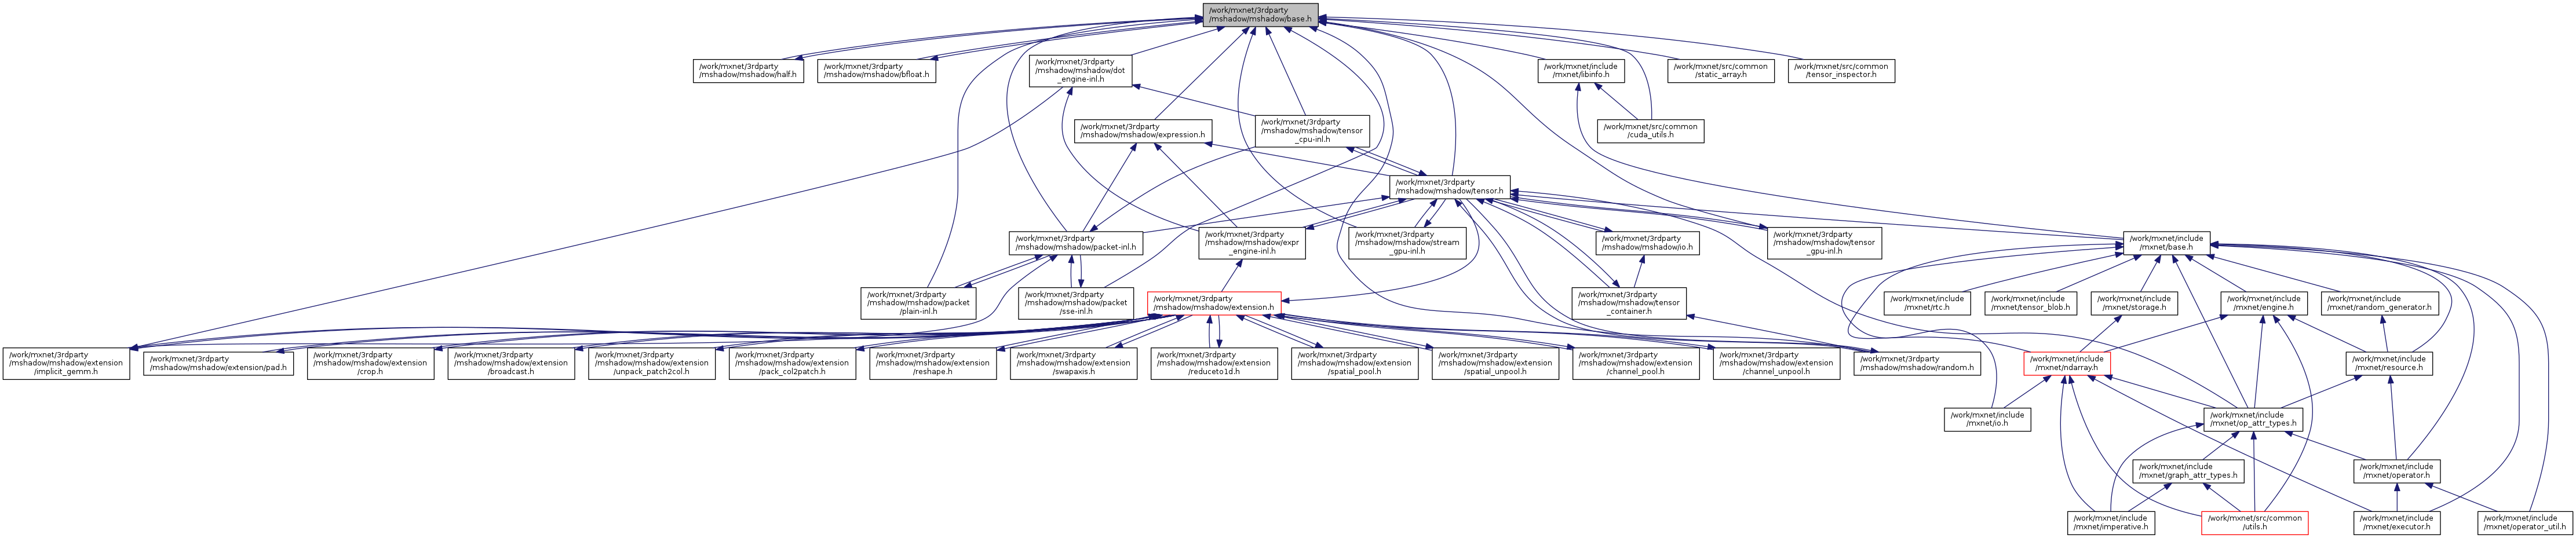 /work/mxnet/3rdparty
/mshadow/mshadow/base.h
/work/mxnet/3rdparty
/mshadow/mshadow/half.h
/work/mxnet/3rdparty
/mshadow/mshadow/bfloat.h
/work/mxnet/3rdparty
/mshadow/mshadow/dot
_engine-inl.h
/work/mxnet/include
/mxnet/libinfo.h
/work/mxnet/src/common
/static_array.h
/work/mxnet/src/common
/tensor_inspector.h
/work/mxnet/3rdparty
/mshadow/mshadow/expression.h
/work/mxnet/3rdparty
/mshadow/mshadow/tensor
_cpu-inl.h
/work/mxnet/src/common
/cuda_utils.h
/work/mxnet/3rdparty
/mshadow/mshadow/tensor.h
/work/mxnet/3rdparty
/mshadow/mshadow/packet-inl.h
/work/mxnet/3rdparty
/mshadow/mshadow/expr
_engine-inl.h
/work/mxnet/3rdparty
/mshadow/mshadow/stream
_gpu-inl.h
/work/mxnet/3rdparty
/mshadow/mshadow/io.h
/work/mxnet/3rdparty
/mshadow/mshadow/tensor
_gpu-inl.h
/work/mxnet/include
/mxnet/base.h
/work/mxnet/3rdparty
/mshadow/mshadow/packet
/plain-inl.h
/work/mxnet/3rdparty
/mshadow/mshadow/packet
/sse-inl.h
/work/mxnet/3rdparty
/mshadow/mshadow/extension.h
/work/mxnet/3rdparty
/mshadow/mshadow/tensor
_container.h
/work/mxnet/include
/mxnet/rtc.h
/work/mxnet/include
/mxnet/tensor_blob.h
/work/mxnet/include
/mxnet/storage.h
/work/mxnet/include
/mxnet/engine.h
/work/mxnet/include
/mxnet/random_generator.h
/work/mxnet/3rdparty
/mshadow/mshadow/extension
/implicit_gemm.h
/work/mxnet/3rdparty
/mshadow/mshadow/extension/pad.h
/work/mxnet/3rdparty
/mshadow/mshadow/extension
/crop.h
/work/mxnet/3rdparty
/mshadow/mshadow/extension
/broadcast.h
/work/mxnet/3rdparty
/mshadow/mshadow/extension
/unpack_patch2col.h
/work/mxnet/3rdparty
/mshadow/mshadow/extension
/pack_col2patch.h
/work/mxnet/3rdparty
/mshadow/mshadow/extension
/reshape.h
/work/mxnet/3rdparty
/mshadow/mshadow/extension
/swapaxis.h
/work/mxnet/3rdparty
/mshadow/mshadow/extension
/reduceto1d.h
/work/mxnet/3rdparty
/mshadow/mshadow/extension
/spatial_pool.h
/work/mxnet/3rdparty
/mshadow/mshadow/extension
/spatial_unpool.h
/work/mxnet/3rdparty
/mshadow/mshadow/extension
/channel_pool.h
/work/mxnet/3rdparty
/mshadow/mshadow/extension
/channel_unpool.h
/work/mxnet/3rdparty
/mshadow/mshadow/random.h
/work/mxnet/include
/mxnet/ndarray.h
/work/mxnet/include
/mxnet/resource.h
/work/mxnet/include
/mxnet/io.h
/work/mxnet/include
/mxnet/op_attr_types.h
/work/mxnet/include
/mxnet/graph_attr_types.h
/work/mxnet/include
/mxnet/operator.h
/work/mxnet/include
/mxnet/imperative.h
/work/mxnet/src/common
/utils.h
/work/mxnet/include
/mxnet/executor.h
/work/mxnet/include
/mxnet/operator_util.h